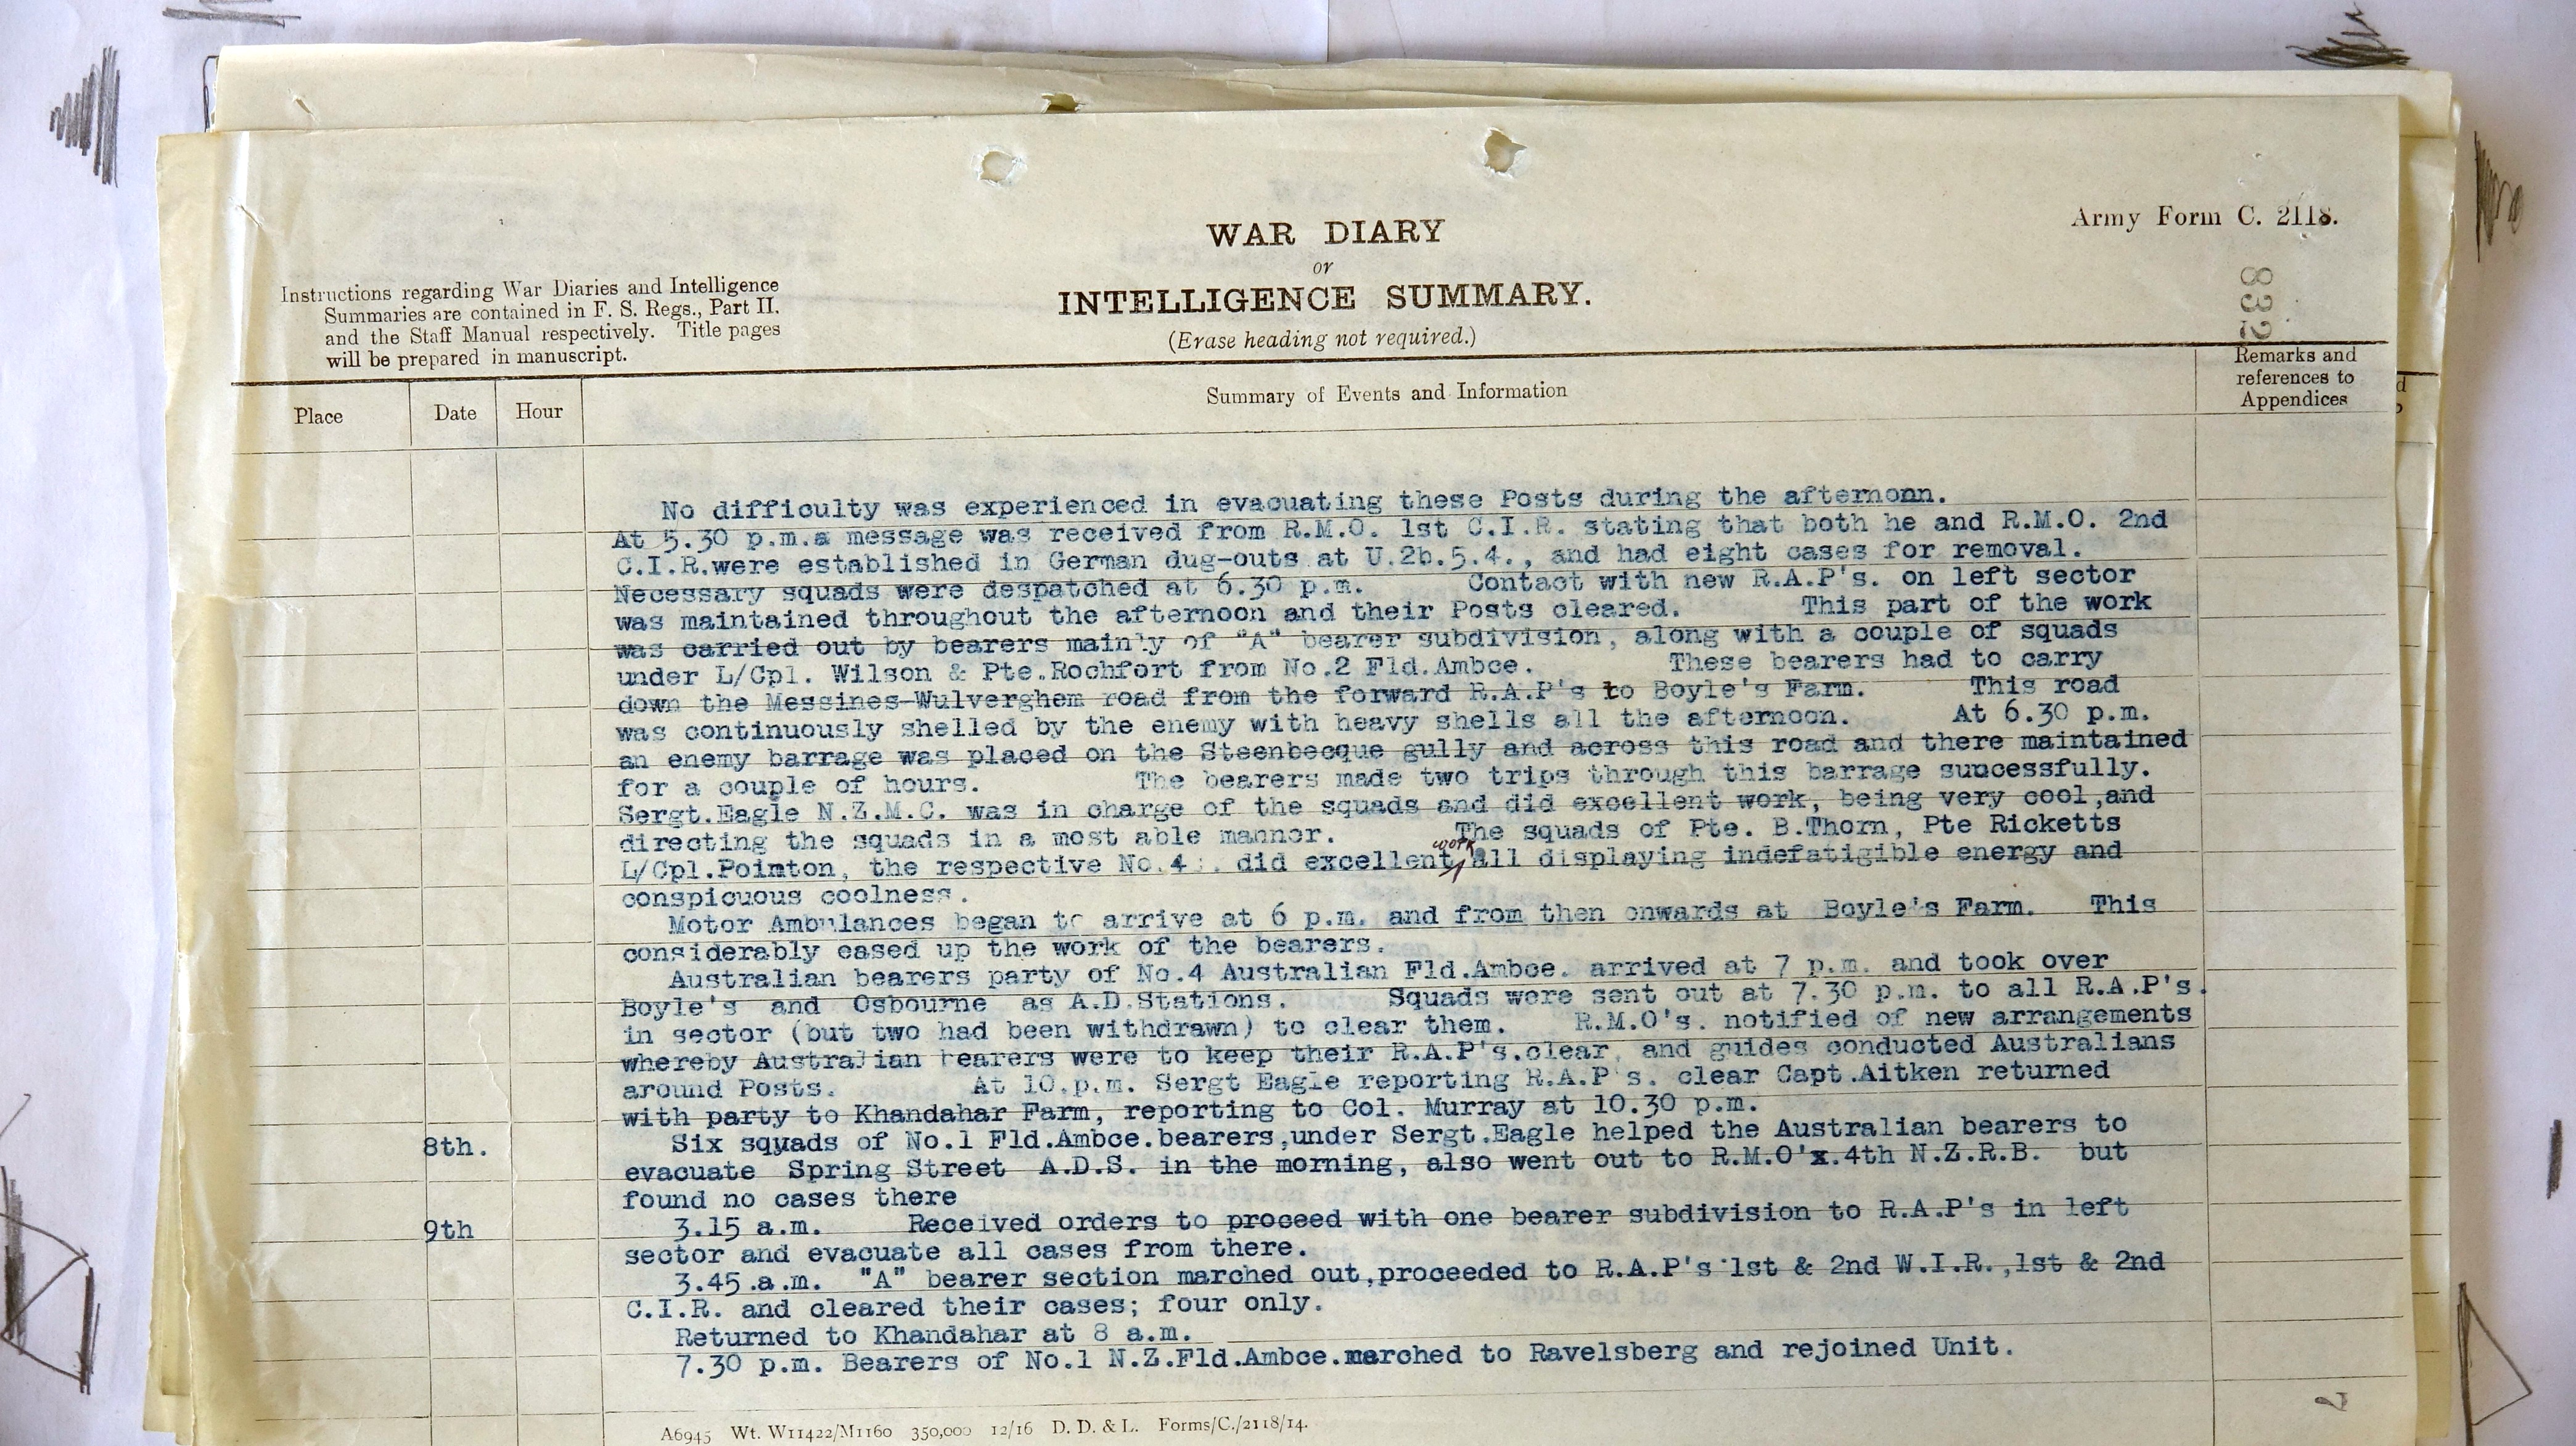 Army Form C. 2118.
WAR DIARY
or
INTELLIGENCE SUMMARY.
(Erase heading not required.)
Instructions regarding War Diaries and Intelligence
Summaries are contained in F. S. Regs., Part II.
and the Staff Manual respectively. Title pages
will be prepared in manuscript.
832
Place
Date
Hour
Summary of Events and Information
Remarks and
references to
Appendices
No difficulty was experienced in evacuating these Posts during the afternonn.
At 5.30 p.m.a message was received from R.M.O. 1st C.I.R. stating that both he and R.M.O. 2nd
C.I.R.were established in German dug-outs at U.2b.5.4., and had eight cases for removal.
Necessary squads were despatched at 6.30 p.m. Contact with new R.A.P's. on left sector
was maintained throughout the afternoon and their Posts cleared. This part of the work
was carried out by bearers mainly of "A" bearer subdivision, along with a couple of squads
under L/Cpl. Wilson & Pte.Rochfort from No.2 Fld.Ambce. These bearers had to carry
down the Messines-Wulverghem road from the forward R.A.P's to Boyle's Farm. This road
was continuously shelled by the enemy with heavy shells all the afternoon. At 6.30 p.m.
an enemy barrage was placed on the Steenbecque gully and across this road and there maintained
for a couple of hours. The bearers made two trips through this barrage suncessfully.
Sergt.Eagle N.Z.M.C. was in charge of the squads and did excellent work, being very cool,and
directing the squads in a most able manner. The squads of Pte. B.Thorn, Pte Ricketts
L/Cpl.Pointon, the respective No.4 did excellent work all displaying indefatigible energy and
conspicuous coolness.
Motor Ambulances began to arrive at 6 p.m. and from then onwards at Boyle's Farm. This
considerably eased up the work of the bearers.
Australian bearers party of No.4 Australian Fld.Ambce. arrived at 7 p.m. and took over
Boyle's and Osbourne as A.D.Stations. Squads were sent out at 7.30 p.m. to all R.A.P's.
in sector (but two had been withdrawn) to clear them. R.M.O's. notified of new arrangements
whereby Australian bearers were to keep their R.A.P's.clear, and guides conducted Australians
around Posts. At 10.p.m. Sergt Eagle reporting R.A.P's. clear Capt.Aitken returned
with party to Khandahar Farm, reporting to Col. Murray at 10.30 p.m.
8th. Six sqyads of No.1 Fld.Ambce.bearers,under Sergt.Eagle helped the Australian bearers to
evacuate Spring Street A.D.S. in the morning, also went out to R.M.O'x.4th N.Z.R.B. but
found no cases there
9th 3.15 a.m. Received orders to proceed with one bearer subdivision to R.A.P's in left
sector and evacuate all cases from there.
3.45.a.m. "A" bearer section marched out,proceeded to R.A.P's 1st & 2nd W.I.R.,1st & 2nd
C.I.R. and cleared their cases; four only.
Returned to Khandahar at 8 a.m.
7.30 p.m. Bearers of No.1 N.Z.Fld.Ambce.marched to Ravelsberg and rejoined Unit.
A6945 Wt. W11422/M1160 350,000 12/16 D. D. & L. Forms/C./2118/14.